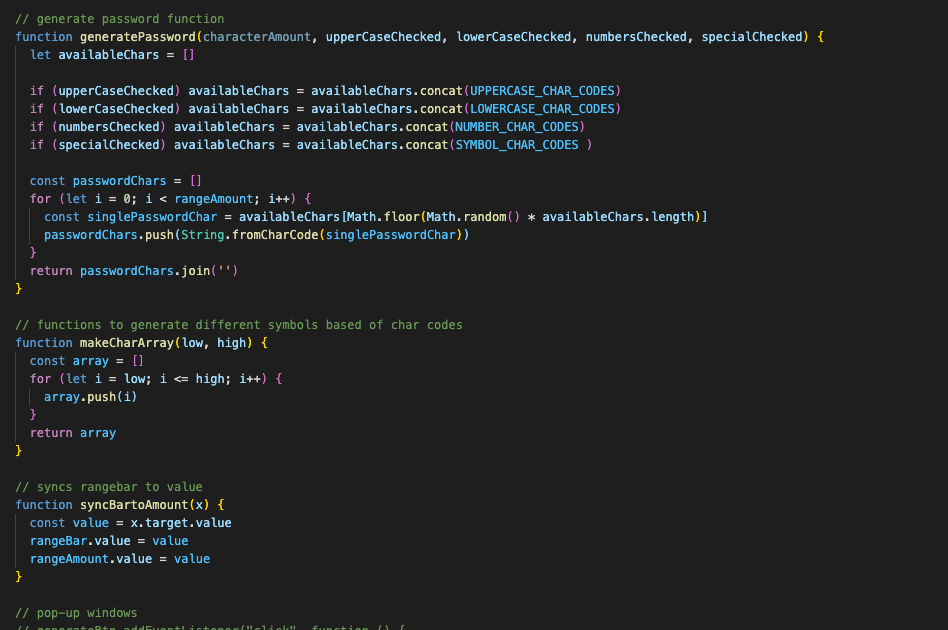 // generate password function
function generatePassword(characterAmount, upperCaseChecked, lowerCaseChecked, numbersChecked, specialChecked) {
let availableChars = []
if (upperCaseChecked) availableChars = availableChars.concat(UPPERCASE_CHAR_CODES)
if (lowerCaseChecked) availableChars = availableChars.concat(LOWERCASE_CHAR_CODES)
if (numbersChecked) availableChars = availableChars.concat(NUMBER_CHAR_CODES)
if (specialChecked) availableChars = availableChars.concat(SYMBOL_CHAR_CODES )
const passwordChars = []
for (let i = 0; i < rangeAmount; i++) {
const singlePasswordChar = availableChars[Math.floor(Math.random() * availableChars.length)]
passwordChars.push(String.fromCharCode(singlePasswordChar))
}
return passwordChars.join('')
}
// functions to generate different symbols based of char codes
function makeCharArray(low, high) {
const array = []
for (let i = low; i <= high; i++) {
array.push(i)
}
return array
}
// syncs rangebar to value
function syncBartoAmount(x) {
const value = x.target.value
rangeBar.value = value
rangeAmount.value = value
}
// pop-up windows
// generateBtn.addEventListener("click", function () {